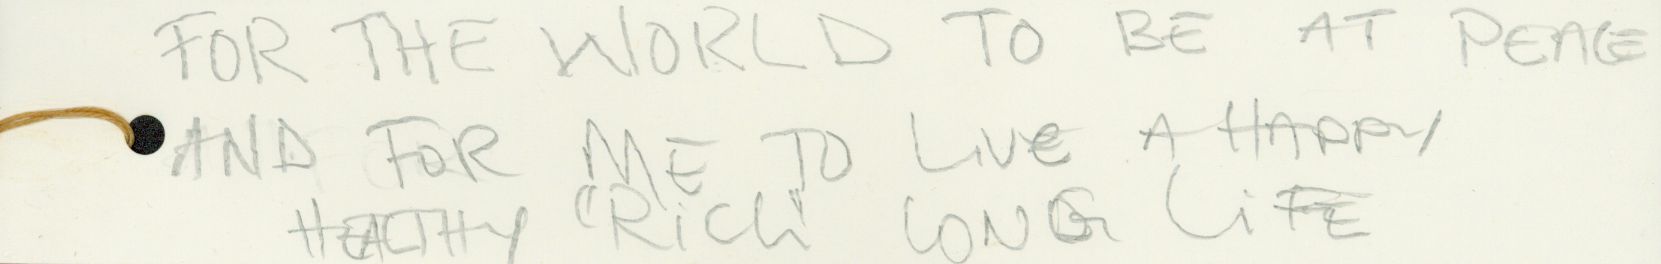 FOR THE WORLD TO BE AT PEACE
AND FOR ME TO LIVE A HAPPY
HEALTHY "RICH" LONG LIFE